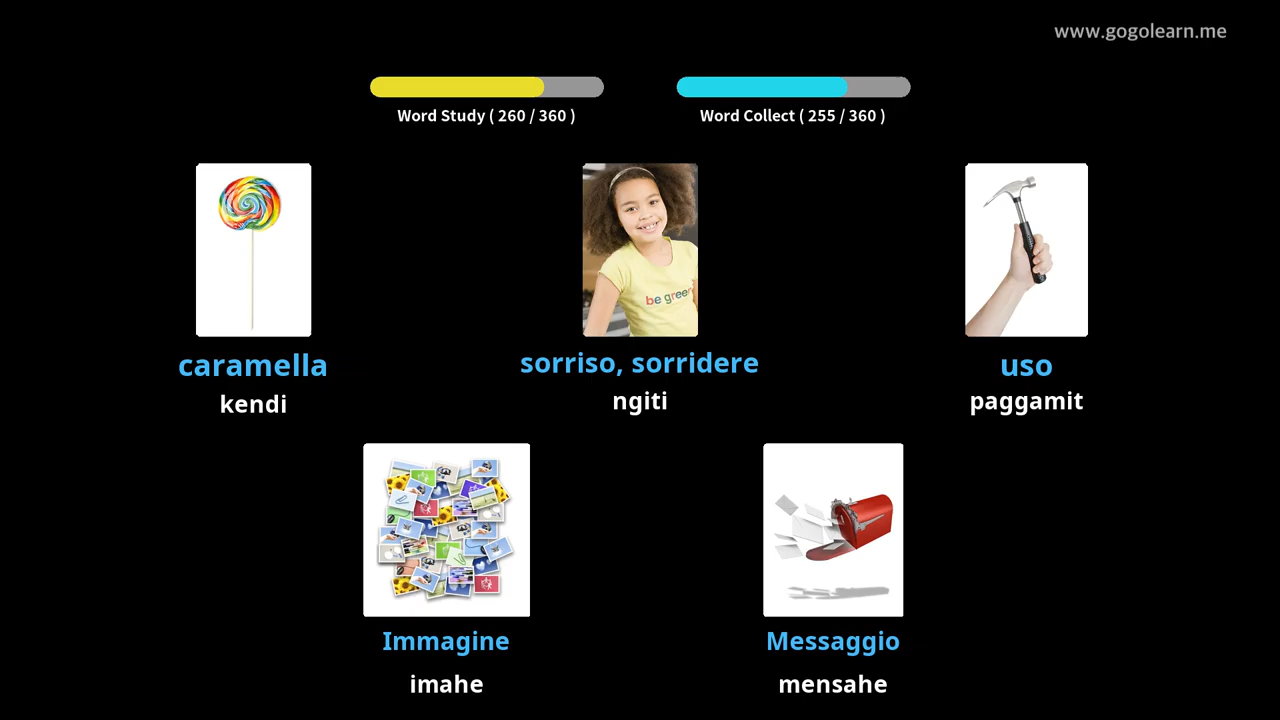 www.gogolearn.me
Word Study ( 260 / 360 )
Word Collect ( 255 / 360 )
be green
caramella
kendi
sorriso, sorridere
ngiti
uso
paggamit
Immagine
imahe
Messaggio
mensahe